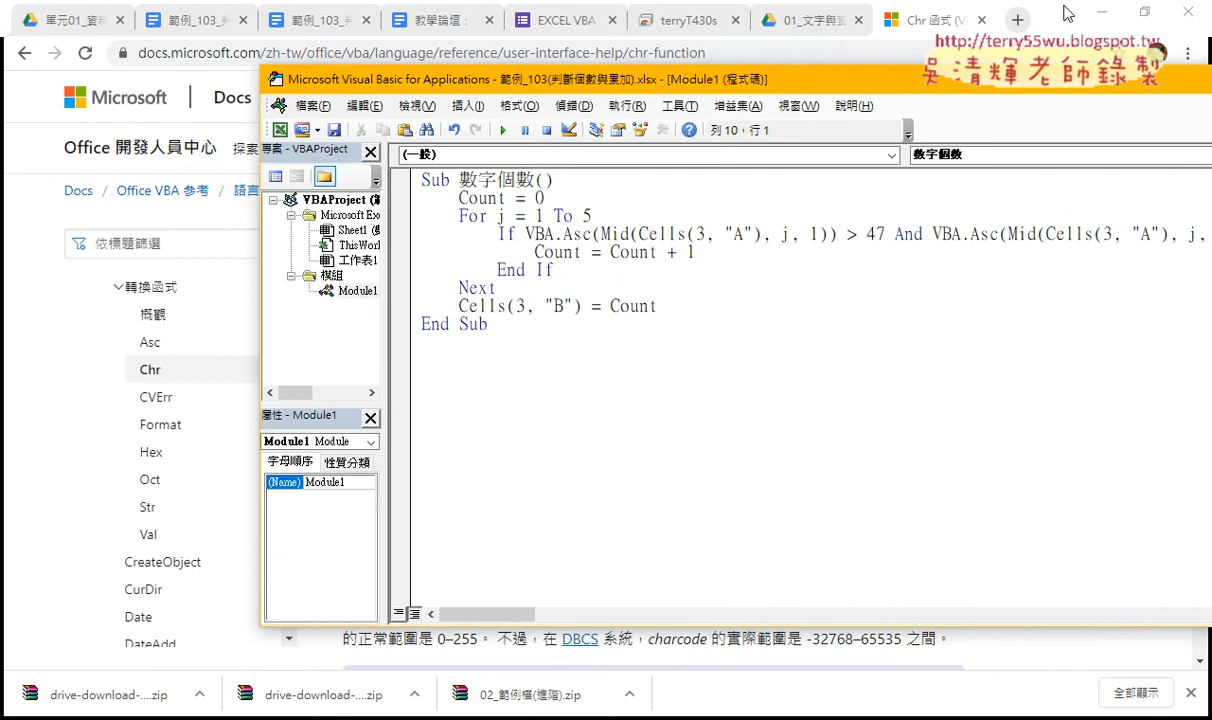 單元01_資料
範例_103_判
範例_103_判
教學論壇：
EXCEL VBA
terryT430s
01_文字與資
Chr 函式 (Vi
docs.microsoft.com/zh-tw/office/vba/language/reference/user-interface-help/chr-function
http://terry55wu.blogspot.tw
吳清輝老師錄製
Microsoft
Docs
Office 開發人員中心
探索
Docs
Office VBA 參考
語言
依標題篩選
轉換函式
概觀
Asc
Chr
CVErr
Format
Hex
Oct
Str
Val
CreateObject
CurDir
Date
DateAdd
Microsoft Visual Basic for Applications - 範例_103(判斷個數與累加).xlsx - [Module1 (程式碼)]
檔案(F) 編輯(E) 檢視(V) 插入(I) 格式(O) 偵錯(D) 執行(R) 工具(T) 增益集(A) 視窗(W) 說明(H)
列 10，行 1
專案 - VBAProject
VBAProject (範
Microsoft Exc
ThisWor
工作表1
模組
Module1
屬性 - Module1
Module1 Module
字母順序 性質分類
(Name) Module1
(一般)
數字個數
Sub 數字個數()
Count = 0
For j = 1 To 5
If VBA.Asc(Mid(Cells(3, "A"), j, 1)) > 47 And VBA.Asc(Mid(Cells(3, "A"), j,
Count = Count + 1
End If
Next
Cells(3, "B") = Count
End Sub
的正常範圍是 0–255。 不過，在 DBCS 系統，charcode 的實際範圍是 -32768–65535 之間。
drive-download-....zip
drive-download-....zip
02_範例檔(進階).zip
全部顯示